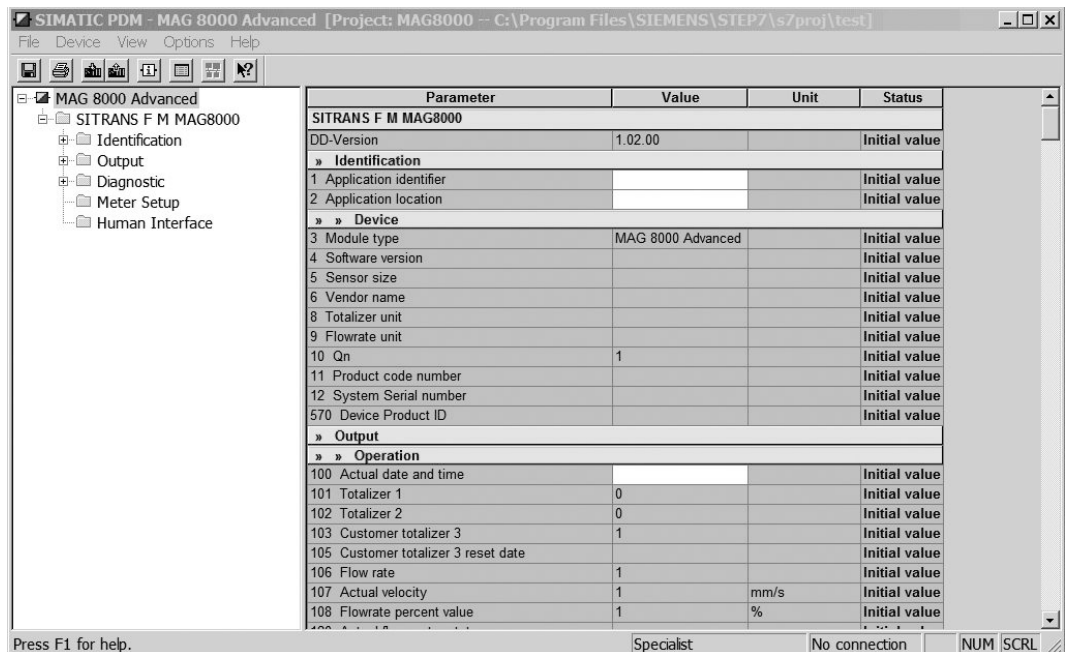 SIMATIC PDM - MAG 8000 Advanced [Project: MAG8000 -- C:\Program Files\SIEMENS\STEP7\s7proj\test]
File Device View Options Help
MAG 8000 Advanced
SITRANS F M MAG8000
Identification
Output
Diagnostic
Meter Setup
Human Interface
Parameter Value Unit Status
SITRANS F M MAG8000
DD-Version 1.02.00 Initial value
» Identification
1 Application identifier Initial value
2 Application location Initial value
» » Device
3 Module type MAG 8000 Advanced Initial value
4 Software version Initial value
5 Sensor size Initial value
6 Vendor name Initial value
8 Totalizer unit Initial value
9 Flowrate unit Initial value
10 Qn 1 Initial value
11 Product code number Initial value
12 System Serial number Initial value
570 Device Product ID Initial value
» Output
» » Operation
100 Actual date and time Initial value
101 Totalizer 1 0 Initial value
102 Totalizer 2 0 Initial value
103 Customer totalizer 3 1 Initial value
105 Customer totalizer 3 reset date Initial value
106 Flow rate 1 Initial value
107 Actual velocity 1 mm/s Initial value
108 Flowrate percent value 1 % Initial value
Press F1 for help. Specialist No connection NUM SCRL